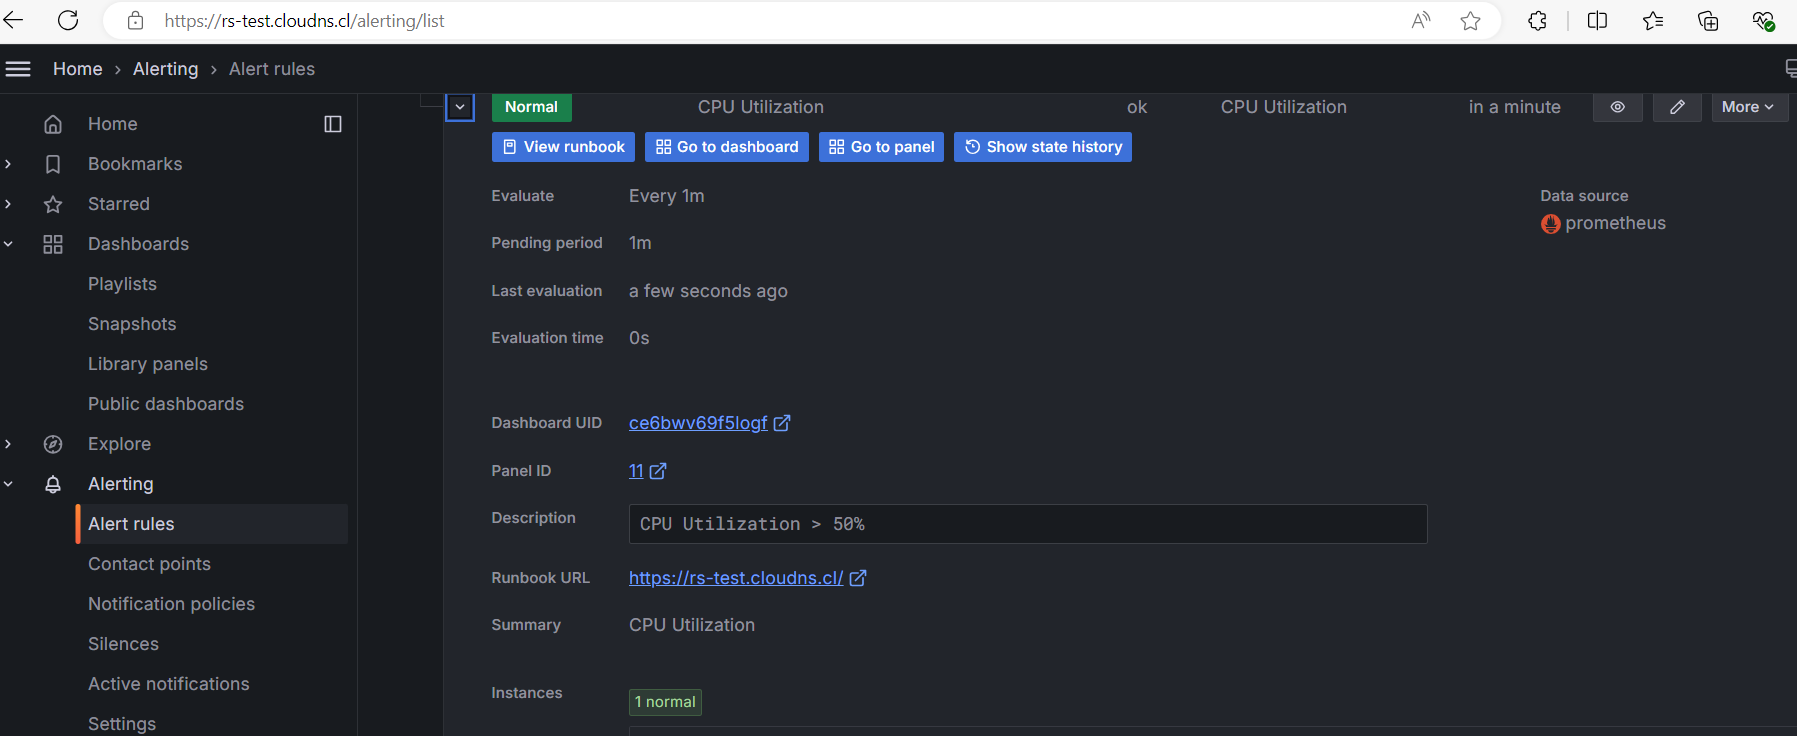 https://rs-test.cloudns.cl/alerting/list
Home > Alerting > Alert rules
Home
Bookmarks
Starred
Dashboards
Playlists
Snapshots
Library panels
Public dashboards
Explore
Alerting
Alert rules
Contact points
Notification policies
Silences
Active notifications
Settings
Normal CPU Utilization ok CPU Utilization in a minute More
View runbook Go to dashboard Go to panel Show state history
Evaluate Every 1m
Data source
prometheus
Pending period 1m
Last evaluation a few seconds ago
Evaluation time 0s
Dashboard UID ce6bwv69f5logf
Panel ID 11
Description CPU Utilization > 50%
Runbook URL https://rs-test.cloudns.cl/
Summary CPU Utilization
Instances 1 normal